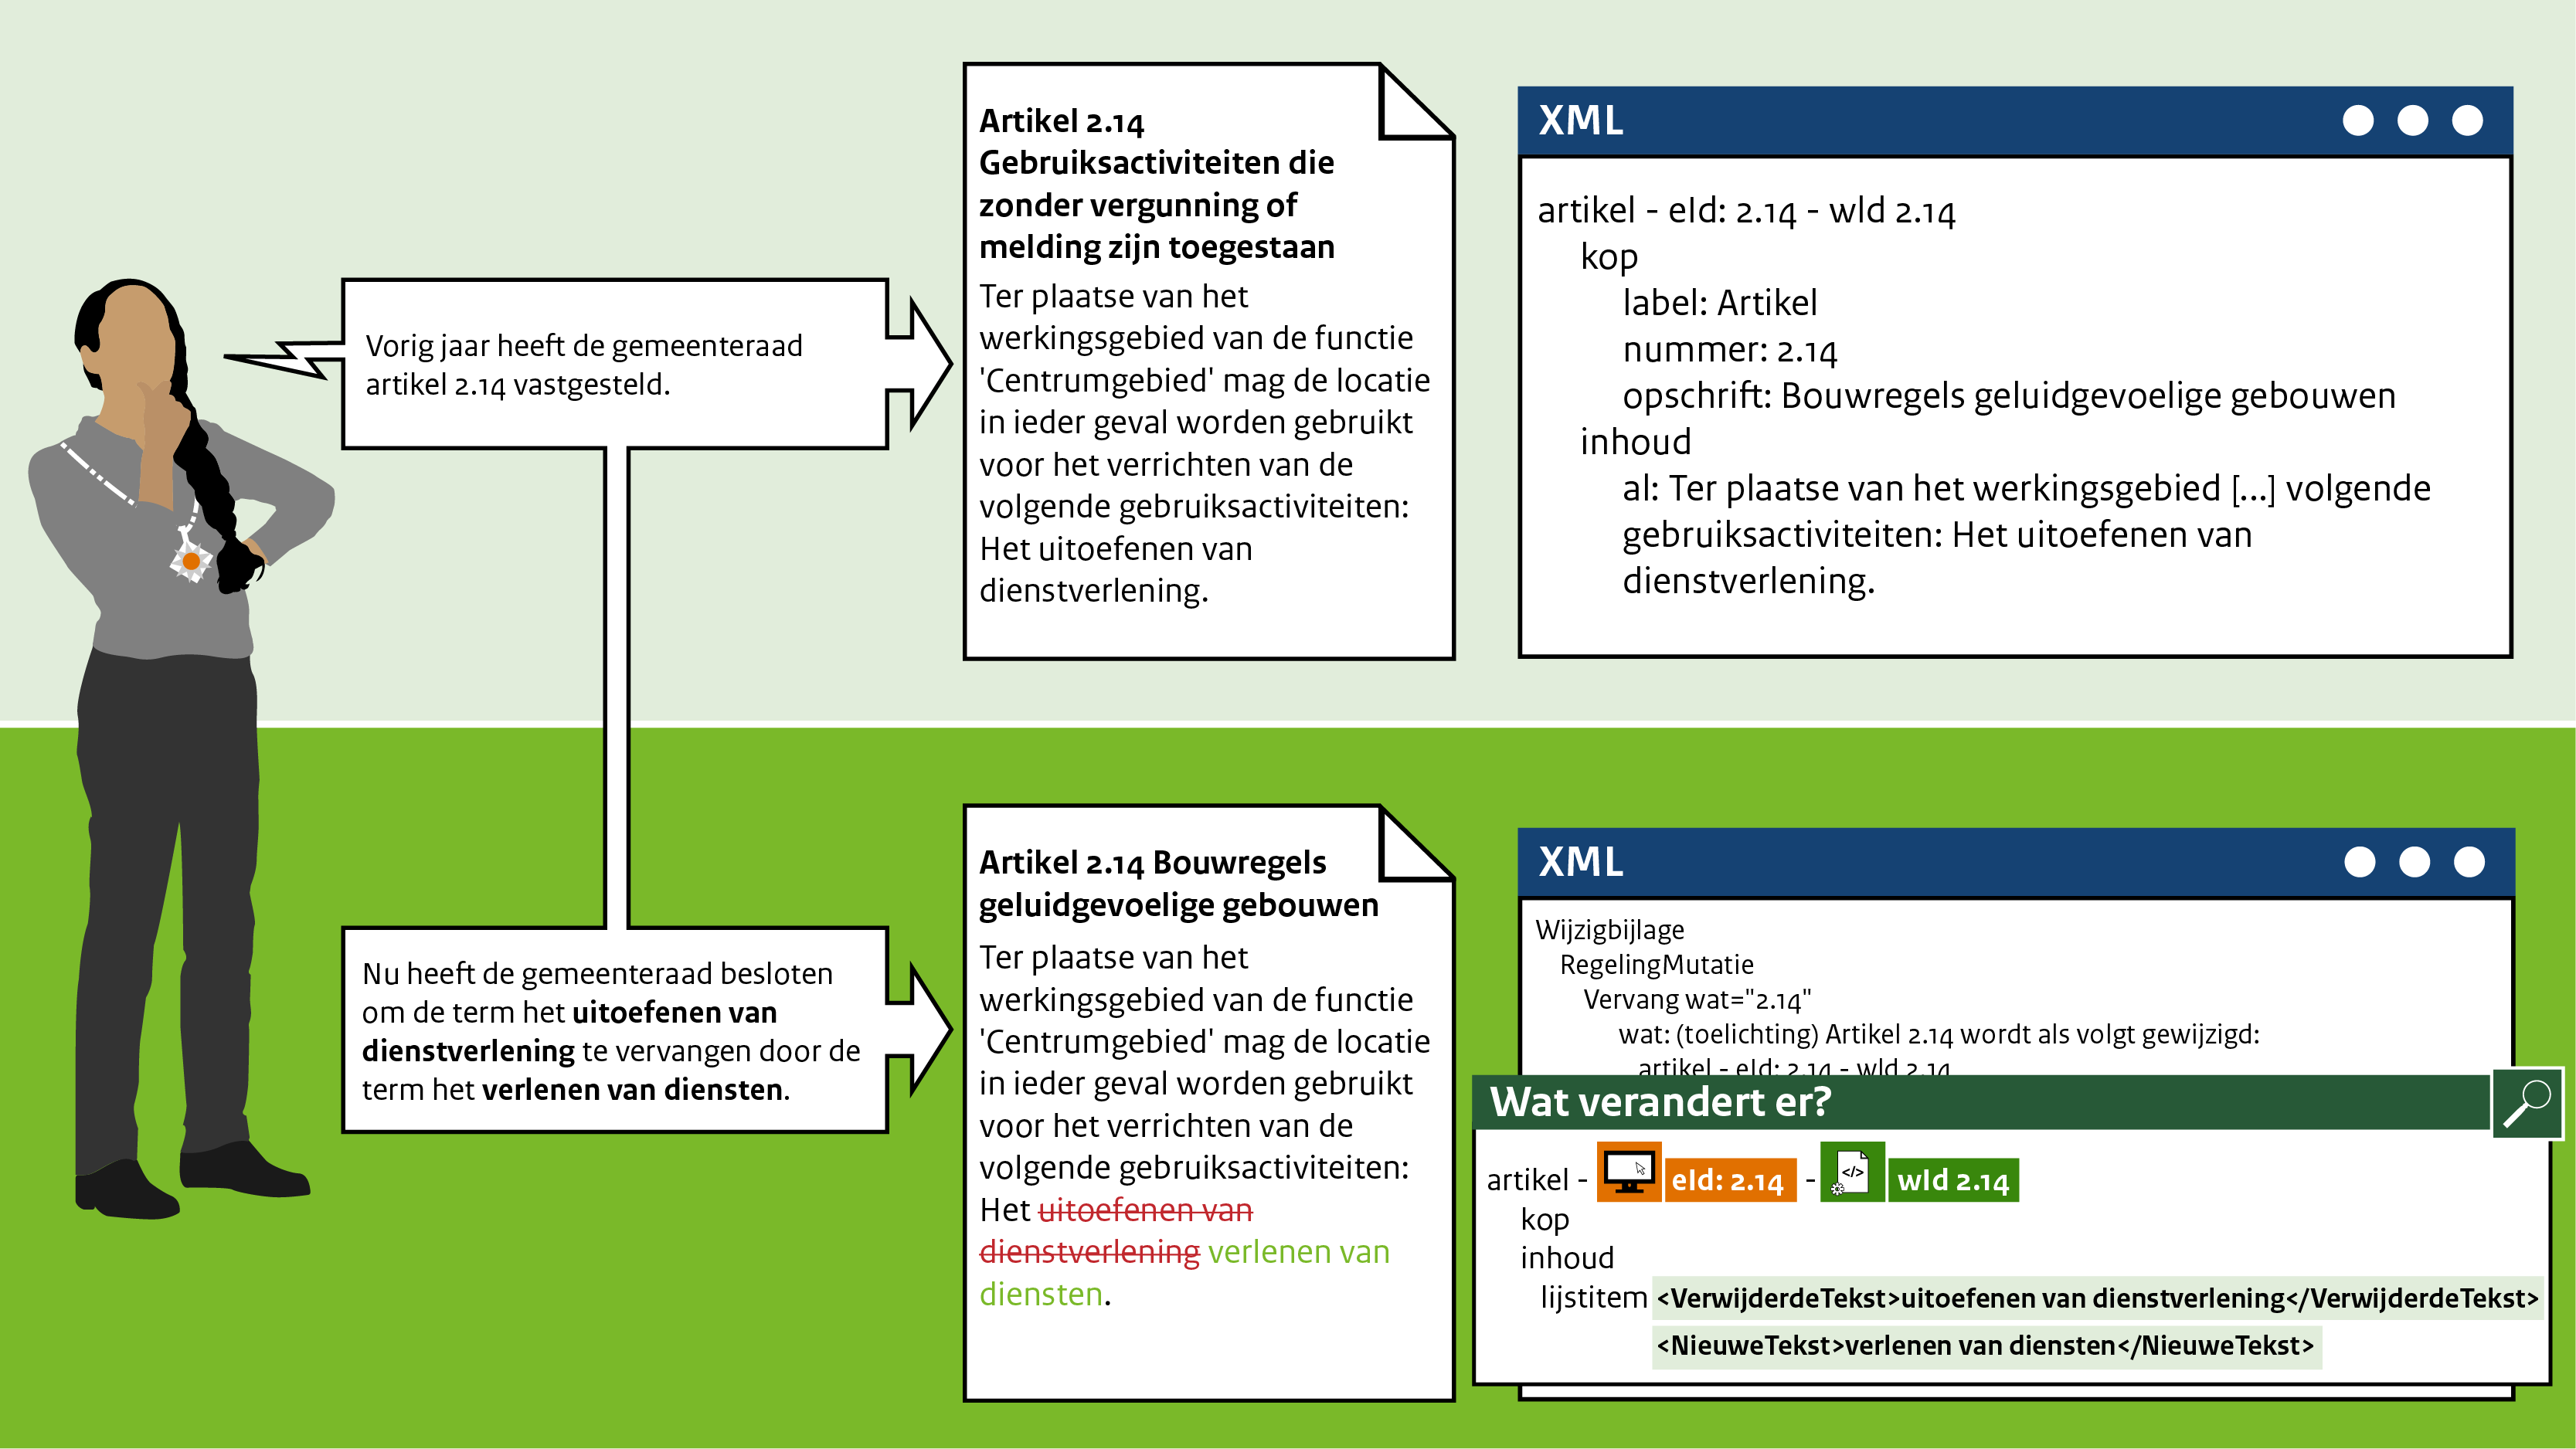 Vorig jaar heeft de gemeenteraad
artikel 2.14 vastgesteld.
Artikel 2.14
Gebruiksactiviteiten die
zonder vergunning of
melding zijn toegestaan
Ter plaatse van het
werkingsgebied van de functie
'Centrumgebied' mag de locatie
in ieder geval worden gebruikt
voor het verrichten van de
volgende gebruiksactiviteiten:
Het uitoefenen van
dienstverlening.
XML
artikel - eId: 2.14 - wId 2.14
kop
label: Artikel
nummer: 2.14
opschrift: Bouwregels geluidgevoelige gebouwen
inhoud
al: Ter plaatse van het werkingsgebied [...] volgende
gebruiksactiviteiten: Het uitoefenen van
dienstverlening.
Nu heeft de gemeenteraad besloten
om de term het uitoefenen van
dienstverlening te vervangen door de
term het verlenen van diensten.
Artikel 2.14 Bouwregels
geluidgevoelige gebouwen
Ter plaatse van het
werkingsgebied van de functie
'Centrumgebied' mag de locatie
in ieder geval worden gebruikt
voor het verrichten van de
volgende gebruiksactiviteiten:
Het uitoefenen van
dienstverlening verlenen van
diensten.
XML
Wijzigbijlage
RegelingMutatie
Vervang wat="2.14"
wat: (toelichting) Artikel 2.14 wordt als volgt gewijzigd:
artikel - eId: 2.14 - wId 2.14
Wat verandert er?
artikel - eId: 2.14 - </> wId 2.14
kop
inhoud
lijstitem <VerwijderdeTekst>uitoefenen van dienstverlening</VerwijderdeTekst>
<NieuweTekst>verlenen van diensten</NieuweTekst>